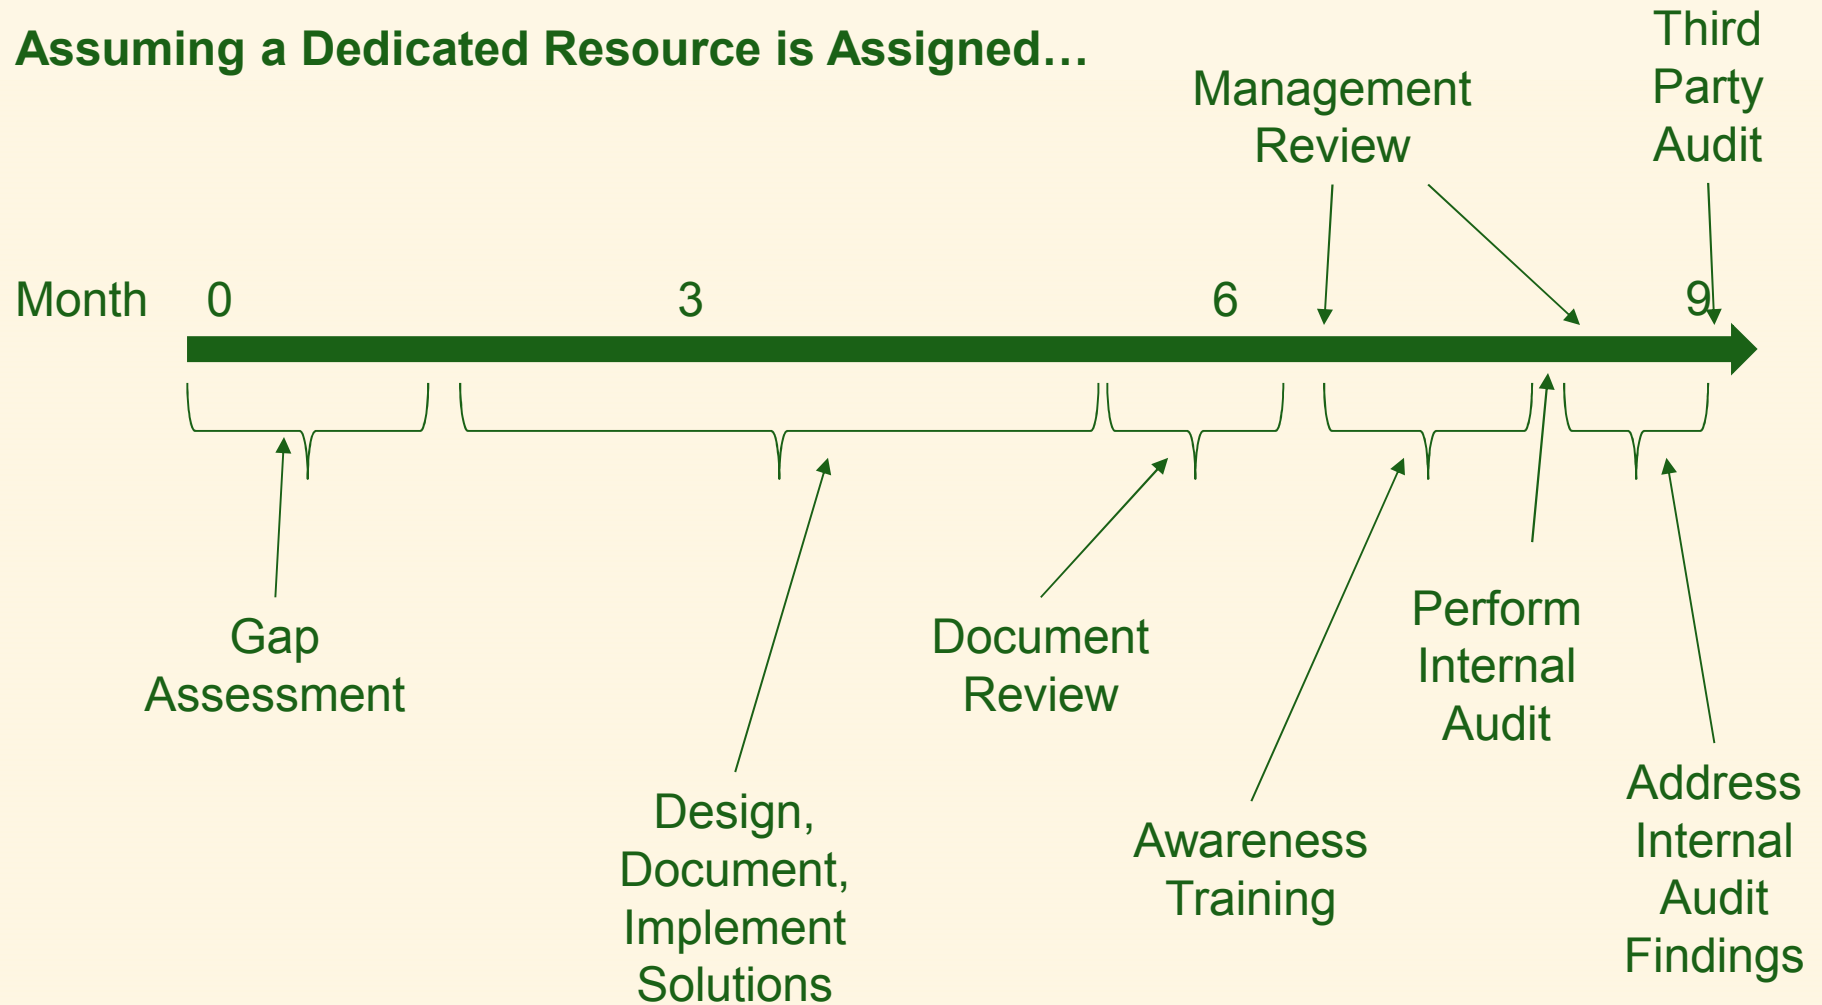 Assuming a Dedicated Resource is Assigned…
Management
Review
Third
Party
Audit
Month 0 3 6 9
Gap
Assessment
Design,
Document,
Implement
Solutions
Document
Review
Awareness
Training
Perform
Internal
Audit
Address
Internal
Audit
Findings